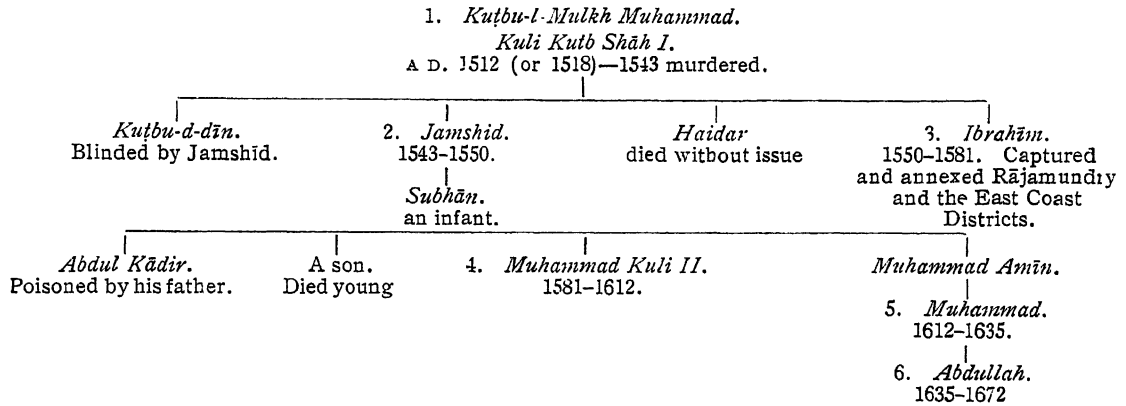 1. Kuṭbu-l-Mulkh Muhammad.
Kuli Kutb Shāh I.
A D. 1512 (or 1518)—1543 murdered.
Kuṭbu-d-dīn.
Blinded by Jamshīd.
2. Jamshid.
1543-1550.
Haidar
died without issue
3. Ibrahīm.
1550-1581. Captured
and annexed Rājamundry
and the East Coast
Districts.
Subhān.
an infant.
Abdul Kādir.
Poisoned by his father.
A son.
Died young
4. Muhammad Kuli II.
1581-1612.
Muhammad Amīn.
5. Muhammad.
1612-1635.
6. Abdullah.
1635-1672